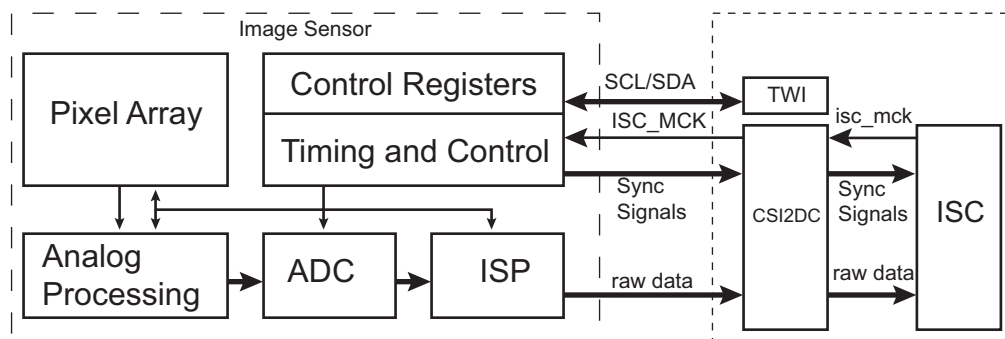 Image Sensor
Pixel Array
Control Registers
Timing and Control
SCL/SDA
TWI
ISC_MCK
isc_mck
Sync
Signals
CSI2DC
Sync
Signals
ISC
Analog
Processing
ADC
ISP
raw data
raw data